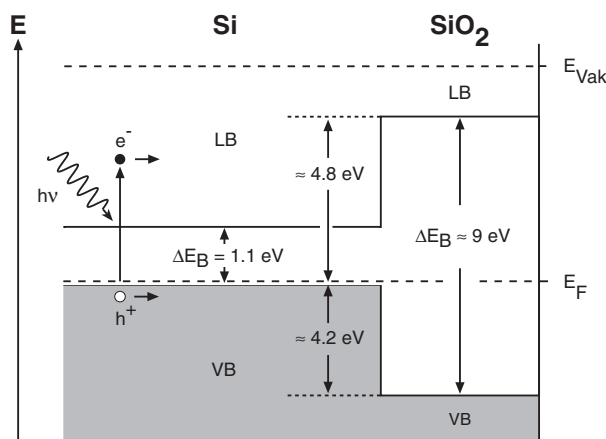 E
Si
SiO2
EVak
LB
e-
LB
≈ 4.8 eV
hν
ΔEB ≈ 9 eV
ΔEB = 1.1 eV
EF
h+
≈ 4.2 eV
VB
VB